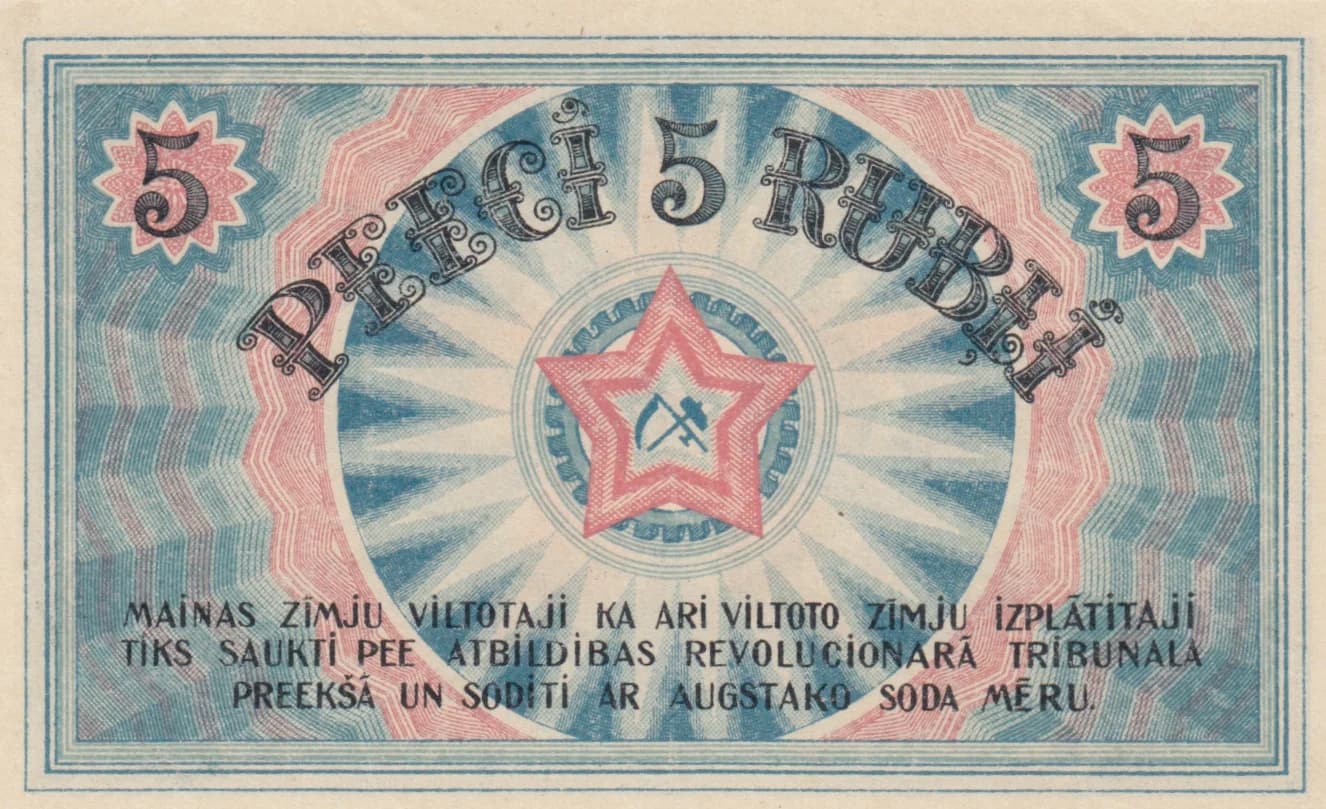 5 PEECI 5 RUBĻI 5
MAINAS ZĪMJU VILTOTAJI KA ARI VILTOTO ZĪMJU IZPLĀTITAJI
TIKS SAUKTI PEE ATBILDIBAS REVOLUCIONARĀ TRIBUNALA
PREEKŠĀ UN SODITI AR AUGSTAKO SODA MĒRU.